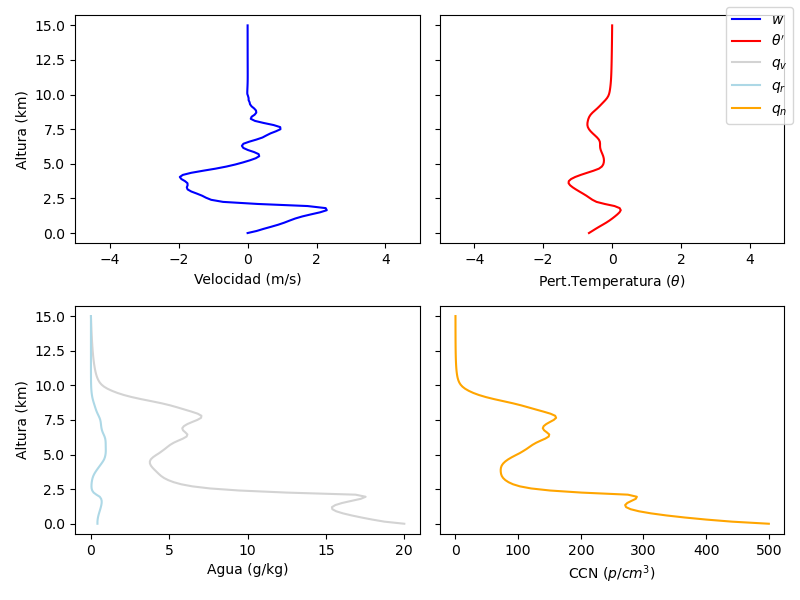 w
θ′
q_v
q_r
q_n
15.0
12.5
10.0
7.5
5.0
2.5
0.0
Altura (km)
−4 −2 0 2 4
Velocidad (m/s)
−4 −2 0 2 4
Pert.Temperatura (θ)
15.0
12.5
10.0
7.5
5.0
2.5
0.0
Altura (km)
0 5 10 15 20
Agua (g/kg)
0 100 200 300 400 500
CCN (p/cm³)